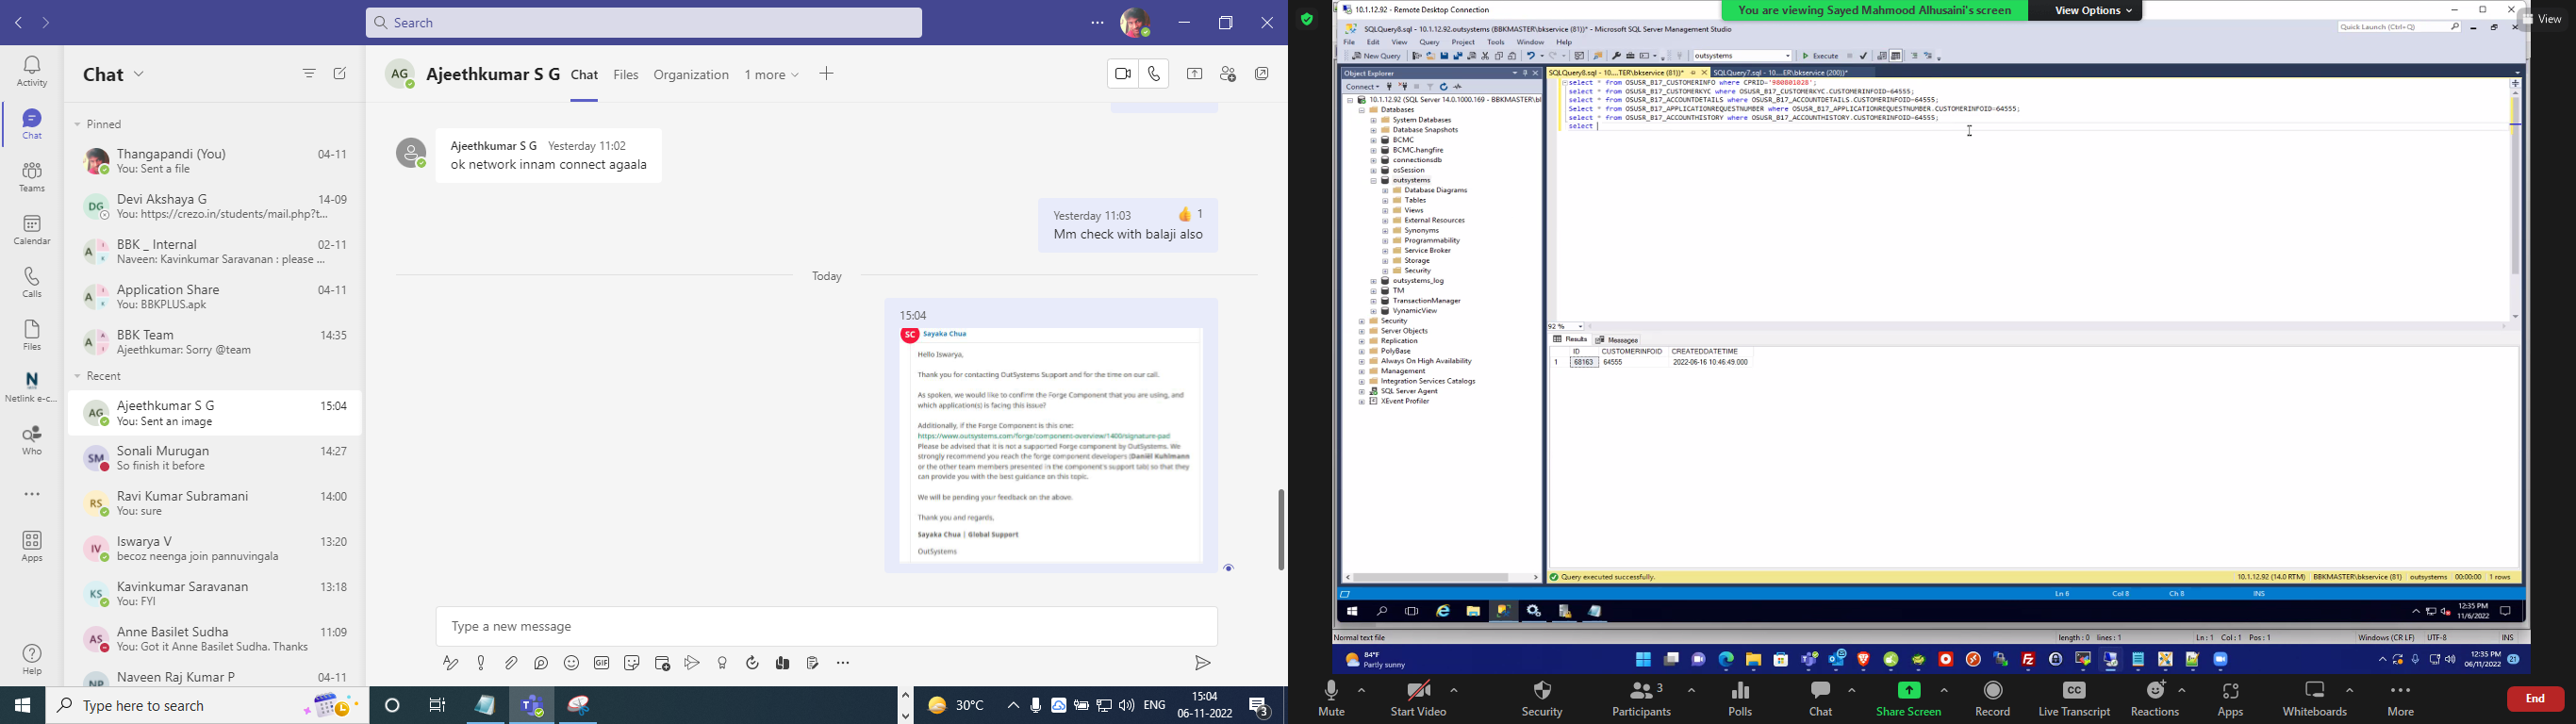 Search
Chat
AG Ajeethkumar S G Chat Files Organization 1 more
Activity
Chat
Teams
Calendar
Calls
Files
Netlink e-c...
Who
Apps
Help
Pinned
Thangapandi (You) 04-11
You: Sent a file
DG Devi Akshaya G 14-09
You: https://crezo.in/students/mail.php?t...
BBK _ Internal 02-11
Naveen: Kavinkumar Saravanan : please ...
Application Share 04-11
You: BBKPLUS.apk
BBK Team 14:35
Ajeethkumar: Sorry @team
Recent
AG Ajeethkumar S G 15:04
You: Sent an image
SM Sonali Murugan 14:27
So finish it before
RS Ravi Kumar Subramani 14:00
You: sure
IV Iswarya V 13:20
becoz neenga join pannuvingala
KS Kavinkumar Saravanan 13:18
You: FYI
AS Anne Basilet Sudha 11:09
You: Got it Anne Basilet Sudha. Thanks
NP Naveen Raj Kumar P 04-11
Ajeethkumar S G Yesterday 11:02
ok network innam connect agaala
Yesterday 11:03 👍 1
Mm check with balaji also
Today
15:04
SC Sayaka Chua
Hello Iswarya,
Thank you for contacting OutSystems Support and for the time on our call.
As spoken, we would like to confirm the Forge Component that you are using, and
which application(s) is facing this issue?
Additionally, if the Forge Component is this one:
https://www.outsystems.com/forge/component-overview/1400/signature-pad
Please be advised that it is not a supported Forge component by OutSystems. We
strongly recommend you reach the forge component developers (Daniël Kuhlmann
or the other team members presented in the component's support tab) so that they
can provide you with the best guidance on this topic.
We will be pending your feedback on the above.
Thank you and regards,
Sayaka Chua | Global Support
OutSystems
Type a new message
GIF
Type here to search
30°C ENG 15:04
06-11-2022 3
10.1.12.92 - Remote Desktop Connection
You are viewing Sayed Mahmood Alhusaini's screen View Options
View
SQLQuery8.sql - 10.1.12.92.outsystems (BBKMASTER\bkservice (81))* - Microsoft SQL Server Management Studio
Quick Launch (Ctrl+Q)
File Edit View Query Project Tools Window Help
New Query outsystems Execute
Object Explorer
Connect
10.1.12.92 (SQL Server 14.0.1000.169 - BBKMASTER\bl
Databases
System Databases
Database Snapshots
BCMC
BCMC.hangfire
connectionsdb
osSession
outsystems
Database Diagrams
Tables
Views
External Resources
Synonyms
Programmability
Service Broker
Storage
Security
outsystems_log
TM
TransactionManager
VynamicView
Security
Server Objects
Replication
PolyBase
Always On High Availability
Management
Integration Services Catalogs
SQL Server Agent
XEvent Profiler
SQLQuery8.sql - 10....TER\bkservice (81))* SQLQuery7.sql - 10....ER\bkservice (200))*
select * from OSUSR_B17_CUSTOMERINFO where CPRID='980801028';
select * from OSUSR_B17_CUSTOMERKYC where OSUSR_B17_CUSTOMERKYC.CUSTOMERINFOID=64555;
select * from OSUSR_B17_ACCOUNTDETAILS where OSUSR_B17_ACCOUNTDETAILS.CUSTOMERINFOID=64555;
Select * from OSUSR_B17_APPLICATIONREQUESTNUMBER where OSUSR_B17_APPLICATIONREQUESTNUMBER.CUSTOMERINFOID=64555;
select * from OSUSR_B17_ACCOUNTHISTORY where OSUSR_B17_ACCOUNTHISTORY.CUSTOMERINFOID=64555;
select
92 %
Results Messages
ID CUSTOMERINFOID CREATEDDATETIME
1 68163 64555 2022-06-16 10:46:49.000
Query executed successfully. 10.1.12.92 (14.0 RTM) BBKMASTER\bkservice (81) outsystems 00:00:00 1 rows
Ln 6 Col 8 Ch 8 INS
12:35 PM
11/6/2022
Normal text file length : 0 lines : 1 Ln : 1 Col : 1 Pos : 1 Windows (CR LF) UTF-8 INS
84°F
Partly sunny
12:35 PM
06/11/2022 21
Mute Start Video Security Participants 3 Polls Chat Share Screen Record Live Transcript Reactions Apps Whiteboards More End